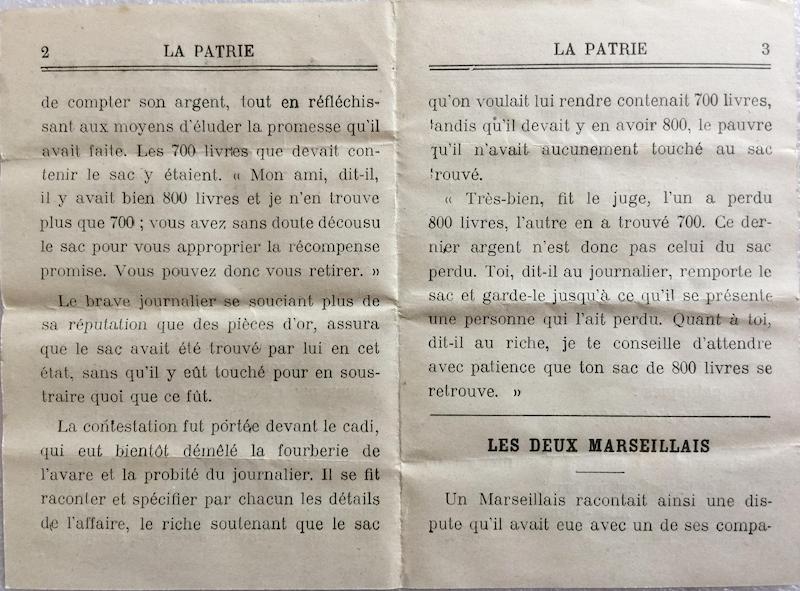 2 LA PATRIE
de compter son argent, tout en réfléchis-
sant aux moyens d'éluder la promesse qu'il
avait faite. Les 700 livres que devait con-
tenir le sac y étaient. « Mon ami, dit-il,
il y avait bien 800 livres et je n'en trouve
plus que 700 ; vous avez sans doute décousu
le sac pour vous approprier la récompense
promise. Vous pouvez donc vous retirer. »
Le brave journalier se souciant plus de
sa réputation que des pièces d'or, assura
que le sac avait été trouvé par lui en cet
état, sans qu'il y eût touché pour en sous-
traire quoi que ce fût.
La contestation fut portée devant le cadi,
qui eut bientôt démêlé la fourberie de
l'avare et la probité du journalier. Il se fit
raconter et spécifier par chacun les détails
de l'affaire, le riche soutenant que le sac
LA PATRIE 3
qu'on voulait lui rendre contenait 700 livres,
tandis qu'il devait y en avoir 800, le pauvre
qu'il n'avait aucunement touché au sac
trouvé.
« Très-bien, fit le juge, l'un a perdu
800 livres, l'autre en a trouvé 700. Ce der-
nier argent n'est donc pas celui du sac
perdu. Toi, dit-il au journalier, remporte le
sac et garde-le jusqu'à ce qu'il se présente
une personne qui l'ait perdu. Quant à toi,
dit-il au riche, je te conseille d'attendre
avec patience que ton sac de 800 livres se
retrouve. »
LES DEUX MARSEILLAIS
Un Marseillais racontait ainsi une dis-
pute qu'il avait eue avec un de ses compa-